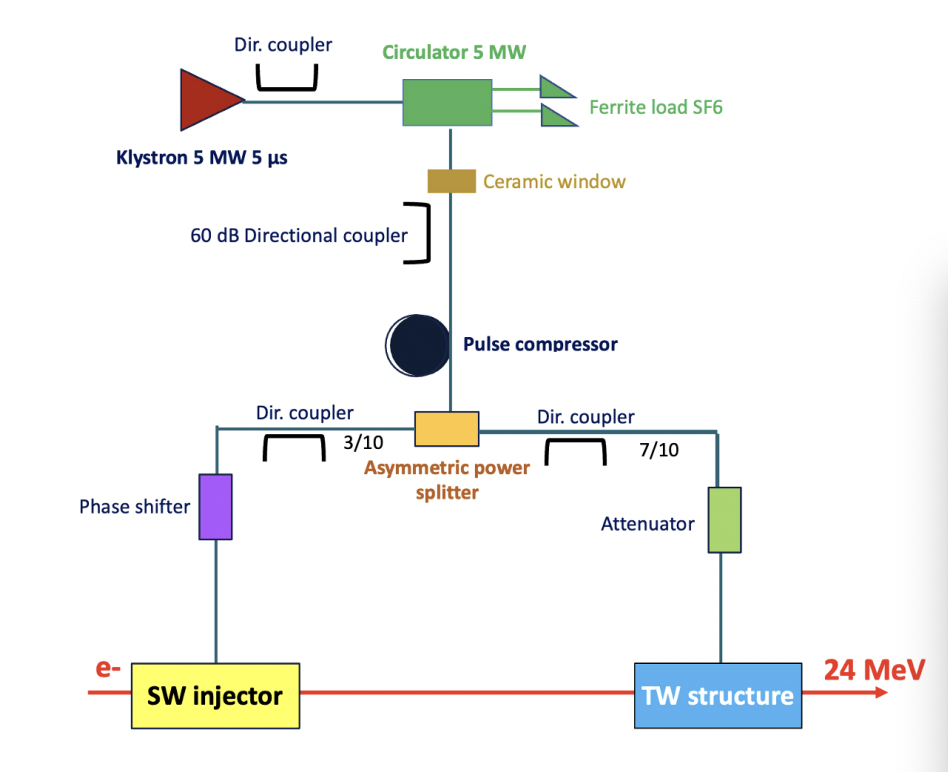 Dir. coupler
Circulator 5 MW
Ferrite load SF6
Klystron 5 MW 5 µs
Ceramic window
60 dB Directional coupler
Pulse compressor
Dir. coupler
Dir. coupler
3/10
7/10
Asymmetric power
splitter
Phase shifter
Attenuator
e-
24 MeV
SW injector
TW structure